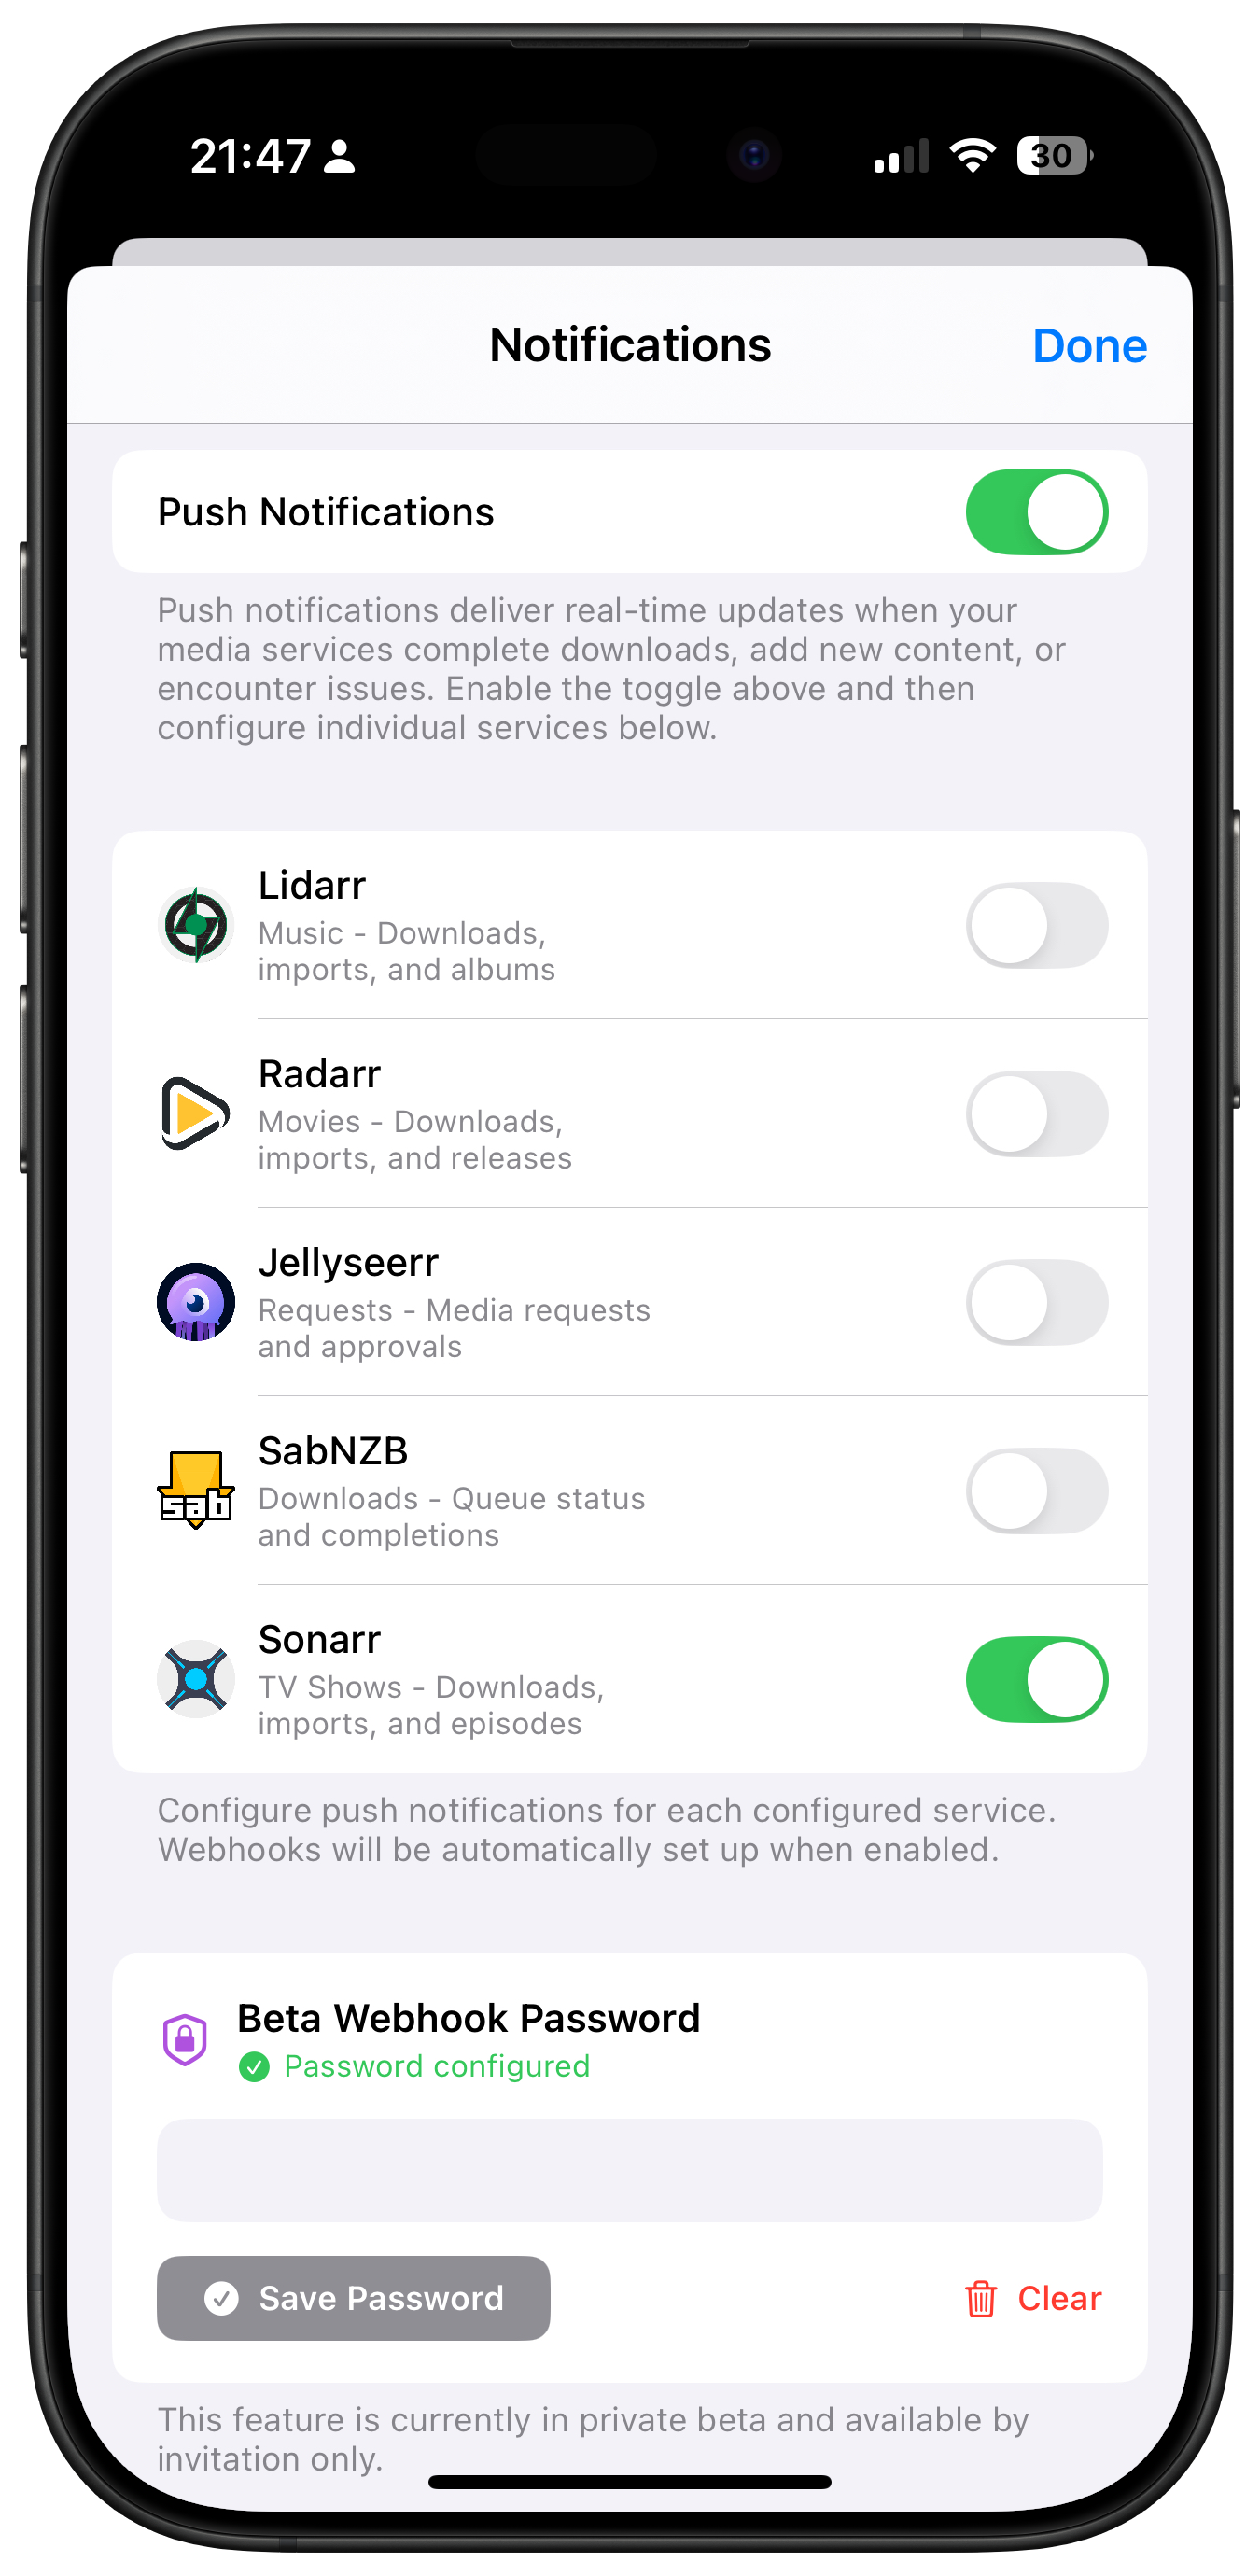 21:47
30
Notifications
Done
Push Notifications
Push notifications deliver real-time updates when your
media services complete downloads, add new content, or
encounter issues. Enable the toggle above and then
configure individual services below.
Lidarr
Music - Downloads,
imports, and albums
Radarr
Movies - Downloads,
imports, and releases
Jellyseerr
Requests - Media requests
and approvals
SabNZB
Downloads - Queue status
and completions
sab
Sonarr
TV Shows - Downloads,
imports, and episodes
Configure push notifications for each configured service.
Webhooks will be automatically set up when enabled.
Beta Webhook Password
Password configured
Save Password
Clear
This feature is currently in private beta and available by
invitation only.